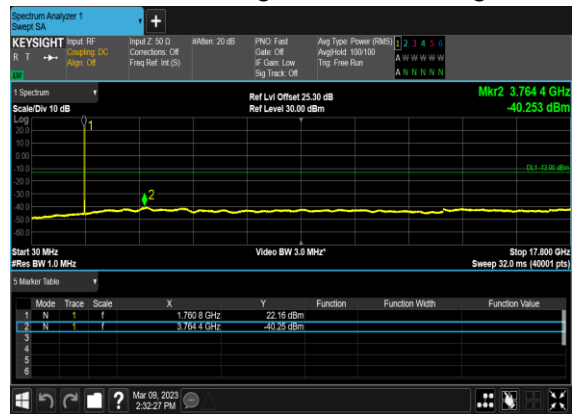 Spectrum Analyzer 1
Swept SA
+
KEYSIGHT Input: RF Input Z: 50 Ω #Atten: 20 dB PNO: Fast Avg Type: Power (RMS) 1 2 3 4 5 6
R T Coupling: DC Corrections: Off Gate: Off Avg|Hold: 100/100 A W W W W W
Align: Off Freq Ref: Int (S) IF Gain: Low Trig: Free Run
LW Sig Track: Off A N N N N N
1 Spectrum Ref Lvl Offset 25.30 dB Mkr2 3.764 4 GHz
Scale/Div 10 dB Ref Level 30.00 dBm -40.253 dBm
Log
20.0 1
10.0
0.00
-10.0 DL1 -13.00 dBm
-20.0
-30.0 2
-40.0
-50.0
-60.0
Start 30 MHz Video BW 3.0 MHz* Stop 17.800 GHz
#Res BW 1.0 MHz Sweep 32.0 ms (40001 pts)
5 Marker Table
Mode Trace Scale X Y Function Function Width Function Value
1 N 1 f 1.760 8 GHz 22.16 dBm
2 N 1 f 3.764 4 GHz -40.25 dBm
3
4
5
6
? Mar 09, 2023
2:32:27 PM